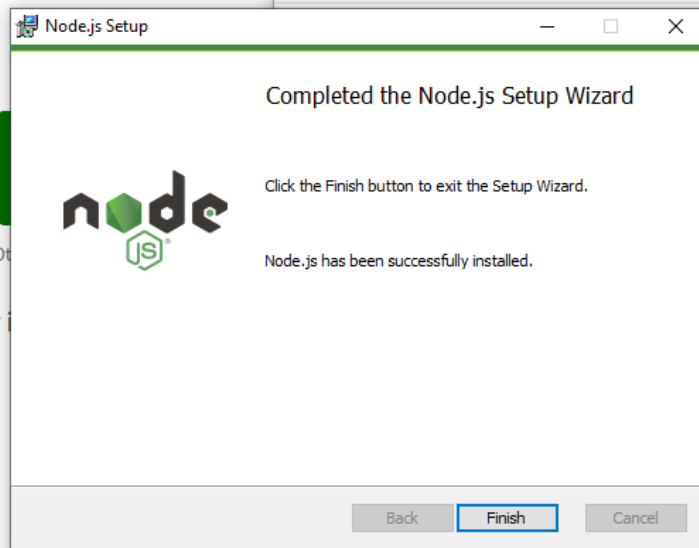 Node.js Setup
Completed the Node.js Setup Wizard
Click the Finish button to exit the Setup Wizard.
node
JS
Node.js has been successfully installed.
Back
Finish
Cancel